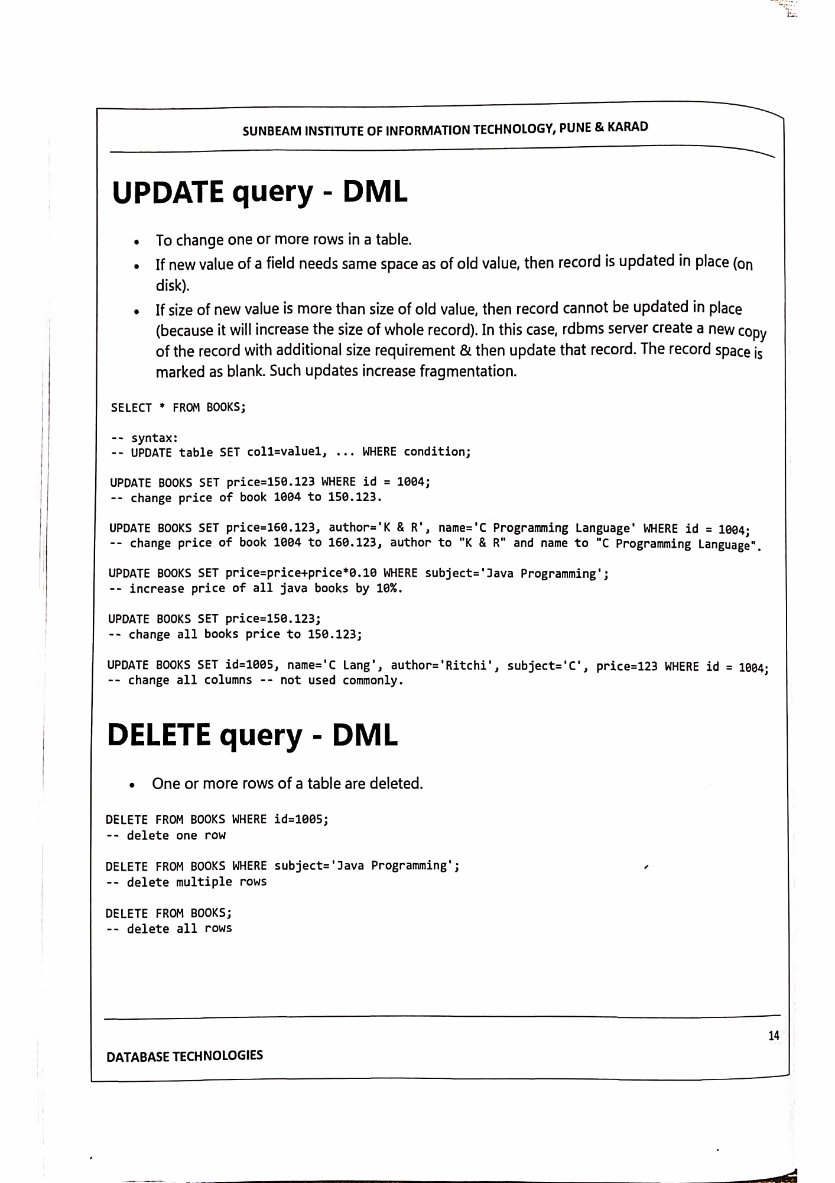 SUNBEAM INSTITUTE OF INFORMATION TECHNOLOGY, PUNE & KARAD
UPDATE query - DML
• To change one or more rows in a table.
• If new value of a field needs same space as of old value, then record is updated in place (on
disk).
• If size of new value is more than size of old value, then record cannot be updated in place
(because it will increase the size of whole record). In this case, rdbms server create a new copy
of the record with additional size requirement & then update that record. The record space is
marked as blank. Such updates increase fragmentation.
SELECT * FROM BOOKS;
-- syntax:
-- UPDATE table SET col1=value1, ... WHERE condition;
UPDATE BOOKS SET price=150.123 WHERE id = 1004;
-- change price of book 1004 to 150.123.
UPDATE BOOKS SET price=160.123, author='K & R', name='C Programming Language' WHERE id = 1004;
-- change price of book 1004 to 160.123, author to "K & R" and name to "C Programming Language".
UPDATE BOOKS SET price=price+price*0.10 WHERE subject='Java Programming';
-- increase price of all java books by 10%.
UPDATE BOOKS SET price=150.123;
-- change all books price to 150.123;
UPDATE BOOKS SET id=1005, name='C Lang', author='Ritchi', subject='C', price=123 WHERE id = 1004;
-- change all columns -- not used commonly.
DELETE query - DML
• One or more rows of a table are deleted.
DELETE FROM BOOKS WHERE id=1005;
-- delete one row
DELETE FROM BOOKS WHERE subject='Java Programming';
-- delete multiple rows
DELETE FROM BOOKS;
-- delete all rows
14
DATABASE TECHNOLOGIES